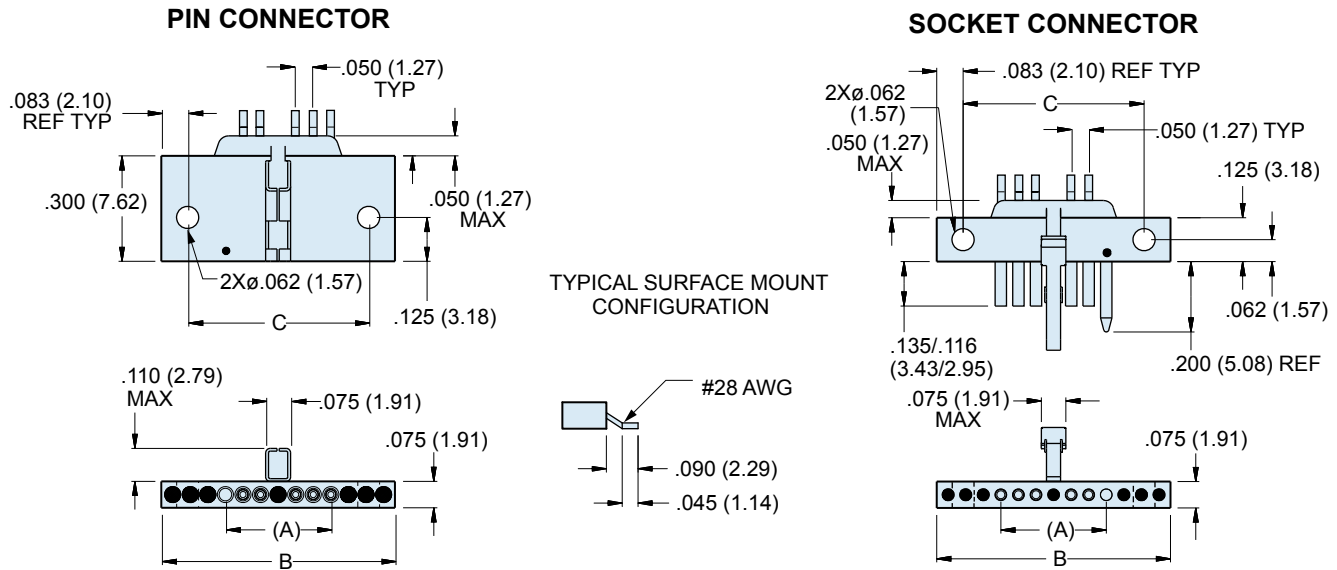 PIN CONNECTOR
.050 (1.27)
TYP
.083 (2.10)
REF TYP
.300 (7.62)
.050 (1.27)
MAX
2Xø.062 (1.57)
C
.125 (3.18)
.110 (2.79)
MAX
.075 (1.91)
.075 (1.91)
(A)
B
TYPICAL SURFACE MOUNT
CONFIGURATION
#28 AWG
.090 (2.29)
.045 (1.14)
SOCKET CONNECTOR
.083 (2.10) REF TYP
2Xø.062
(1.57)
C
.050 (1.27) TYP
.050 (1.27)
MAX
.125 (3.18)
.062 (1.57)
.135/.116
(3.43/2.95)
.200 (5.08) REF
.075 (1.91)
MAX
.075 (1.91)
(A)
B